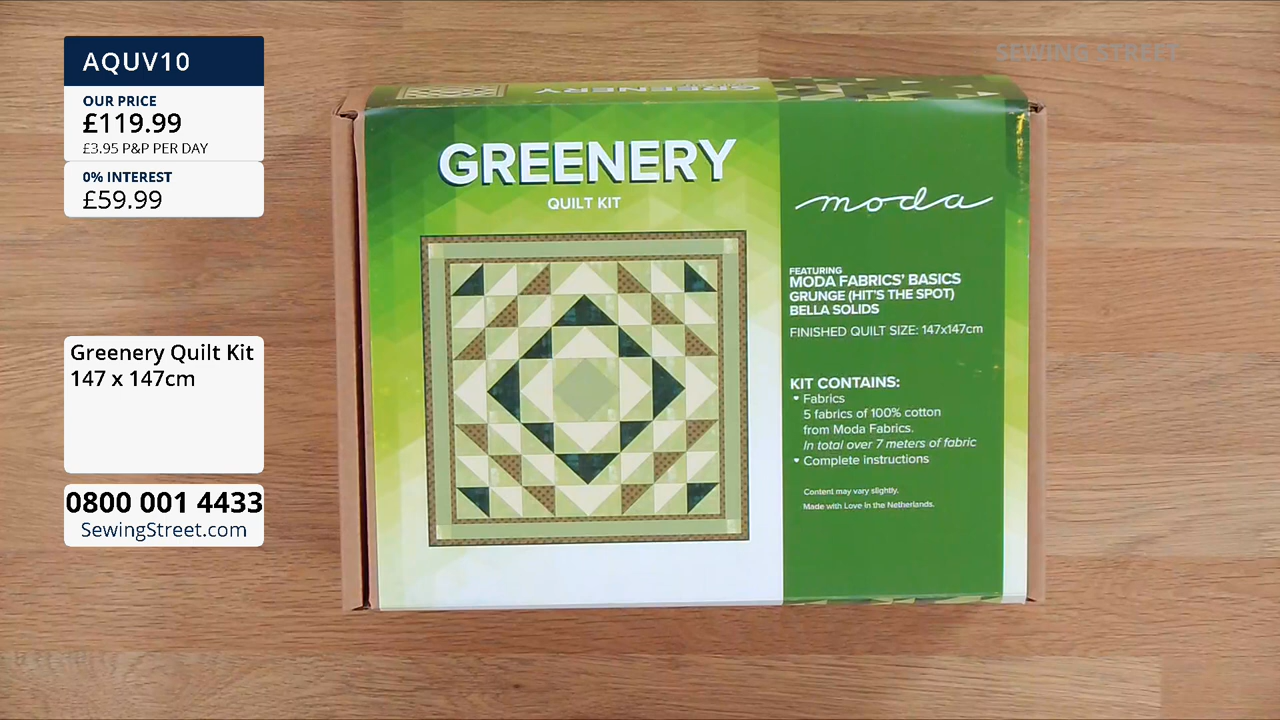 AQUV10
OUR PRICE
£119.99
£3.95 P&P PER DAY
0% INTEREST
£59.99
Greenery Quilt Kit
147 x 147cm
0800 001 4433
SewingStreet.com
SEWING STREET
GREENERY
GREENERY
QUILT KIT
moda
FEATURING
MODA FABRICS' BASICS
GRUNGE (HIT'S THE SPOT)
BELLA SOLIDS
FINISHED QUILT SIZE: 147x147cm
KIT CONTAINS:
• Fabrics
5 fabrics of 100% cotton
from Moda Fabrics.
In total over 7 meters of fabric
• Complete instructions
Content may vary slightly.
Made with Love in the Netherlands.